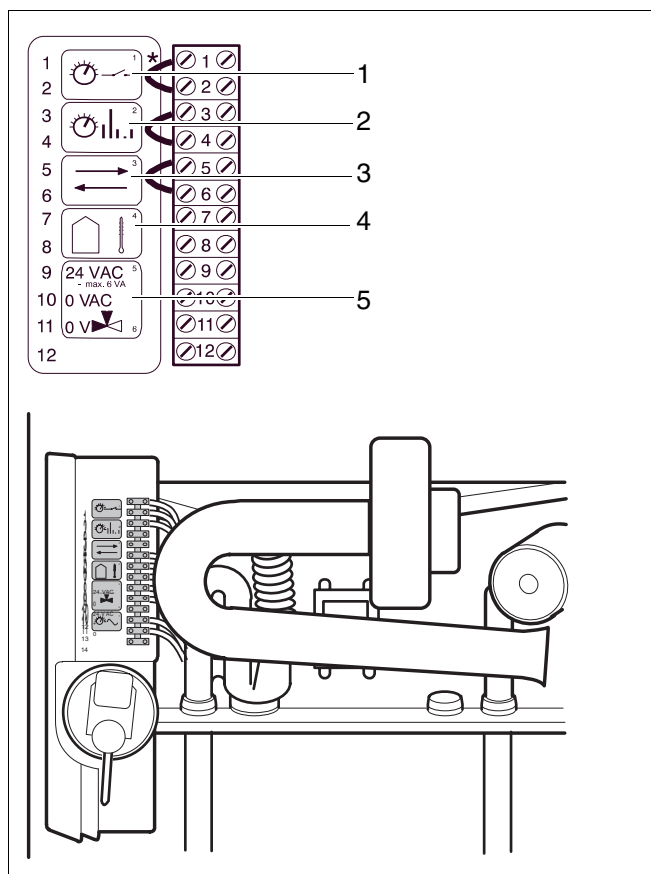 1 1 * 1 1
2 2
3 2 3 2
4 4
5 3 5 3
6 6
7 4 7 4
8 8
9 24 VAC 5 9
- max. 6 VA
10 0 VAC 10 5
11 0 V 6 11
12 12
24 VAC
0
0
13
14